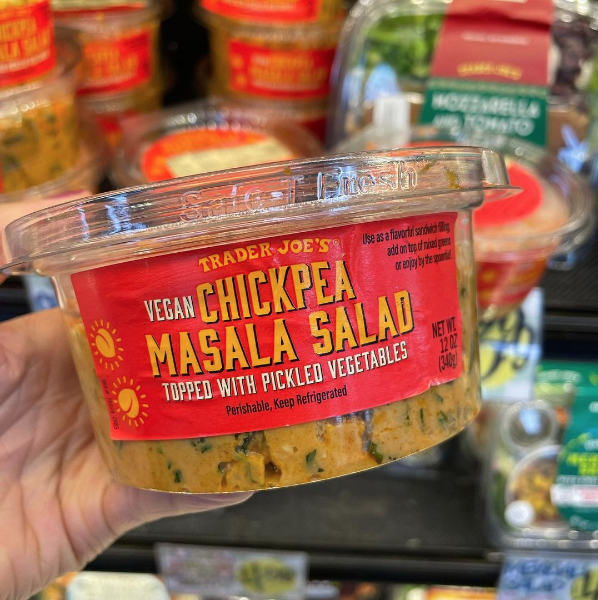 MOZZARELLA
AND TOMATO
MASALA SALAD
Safe-T Fresh
TRADER JOE'S®
Use as a flavorful sandwich filling,
add on top of mixed greens
or enjoy by the spoonful!
VEGAN CHICKPEA
MASALA SALAD
TOPPED WITH PICKLED VEGETABLES
Perishable, Keep Refrigerated
NET WT.
12 OZ
(340g)